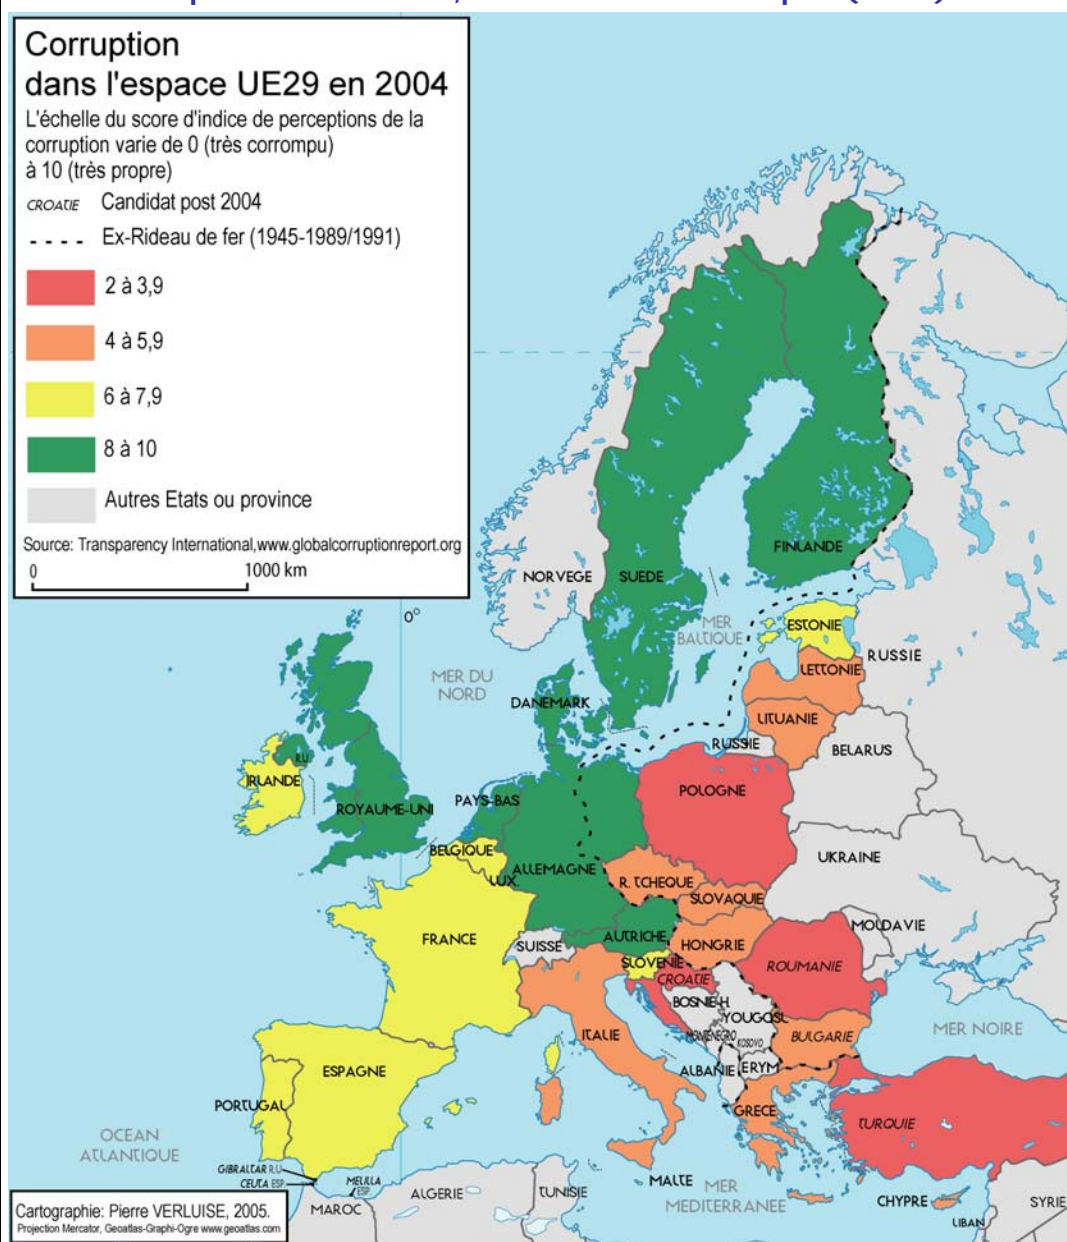 Corruption
dans l'espace UE29 en 2004
L'échelle du score d'indice de perceptions de la
corruption varie de 0 (très corrompu)
à 10 (très propre)
CROATIE Candidat post 2004
Ex-Rideau de fer (1945-1989/1991)
2 à 3,9
4 à 5,9
6 à 7,9
8 à 10
Autres Etats ou province
Source: Transparency International,www.globalcorruptionreport.org
0 1000 km
0°
NORVEGE
SUEDE
FINLANDE
MER
BALTIQUE
ESTONIE
LETTONIE
RUSSIE
MER DU
NORD
DANEMARK
LITUANIE
RUSSIE
BELARUS
R.U
IRLANDE
ROYAUME-UNI
PAYS-BAS
POLOGNE
BELGIQUE
LUX.
ALLEMAGNE
R. TCHEQUE
UKRAINE
SLOVAQUIE
FRANCE
SUISSE
AUTRICHE
HONGRIE
MOLDAVIE
SLOVENIE
CROATIE
ROUMANIE
BOSNIE-H.
YOUGOSL.
MONTENEGRO
KOSOVO
ITALIE
BULGARIE
MER NOIRE
ALBANIE
ERYM
ESPAGNE
PORTUGAL
GRECE
TURQUIE
OCEAN
ATLANTIQUE
GIBRALTAR R.U
CEUTA ESP.
MELILLA
ESP.
MALTE
MER
MEDITERRANEE
CHYPRE
SYRIE
LIBAN
MAROC
ALGERIE
TUNISIE
Cartographie: Pierre VERLUISE, 2005.
Projection Mercator, Geoatlas-Graphi-Ogre www.geoatlas.com